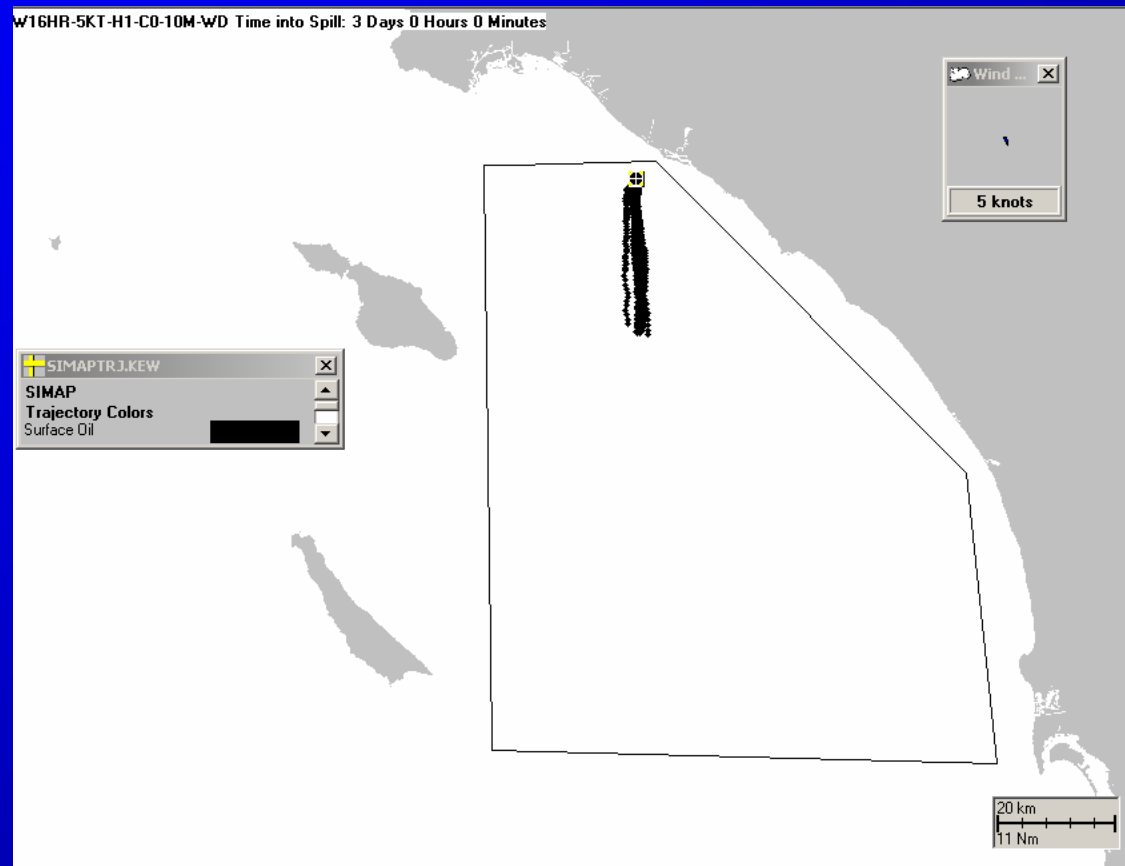 W16HR-5KT-H1-C0-10M-WD Time into Spill: 3 Days 0 Hours 0 Minutes
Wind ...
5 knots
SIMAPTRJ.KEW
SIMAP
Trajectory Colors
Surface Oil
20 km
11 Nm